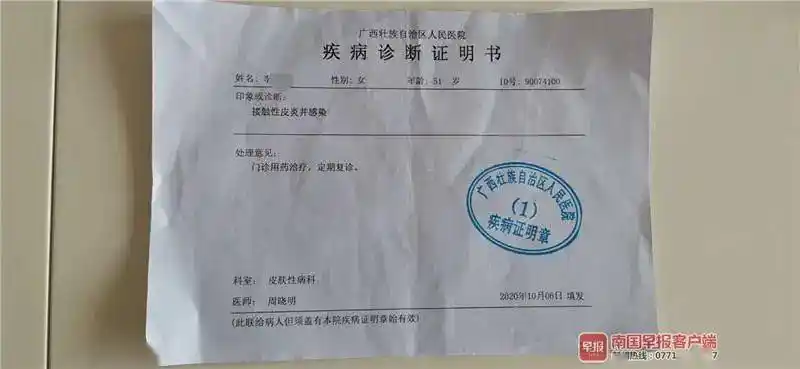 广西壮族自治区人民医院
疾病诊断证明书
姓名: 性别: 女 年龄: 51 岁 ID号: 90074100
印象或诊断:
接触性皮炎并感染
处理意见:
门诊用药治疗，定期复诊。
广西壮族自治区人民医院
(1)
疾病证明章
科室: 皮肤性病科
医师: 周晓明
2020年10月06日 填发
(此联给病人但须盖有本院疾病证明章始有效)
早报 南国早报客户端
热线: 0771 7